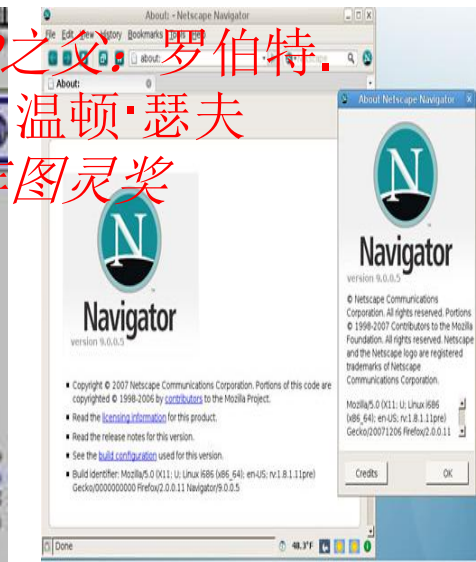 About: - Netscape Navigator
File Edit View History Bookmarks Tools Help
之父: 罗伯特.
about:
温顿·瑟夫
About:
图灵奖
N
Navigator
version 9.0.0.5
Copyright © 2007 Netscape Communications Corporation. Portions of this code are
copyrighted © 1998-2006 by contributors to the Mozilla Project.
Read the licensing information for this product.
Read the release notes for this version.
See the build configuration used for this version.
Build identifier: Mozilla/5.0 (X11; U; Linux i686 (x86_64); en-US; rv:1.8.1.11pre)
Gecko/0000000000 Firefox/2.0.0.11 Navigator/9.0.0.5
Done
48.3°F
About Netscape Navigator
N
Navigator
version 9.0.0.5
© Netscape Communications
Corporation. All rights reserved. Portions
© 1998-2007 Contributors to the Mozilla
Foundation. All rights reserved. Netscape
and the Netscape logo are registered
trademarks of Netscape
Communications Corporation.
Mozilla/5.0 (X11; U; Linux i686
(x86_64); en-US; rv:1.8.1.11pre)
Gecko/20071206 Firefox/2.0.0.11
Credits
OK